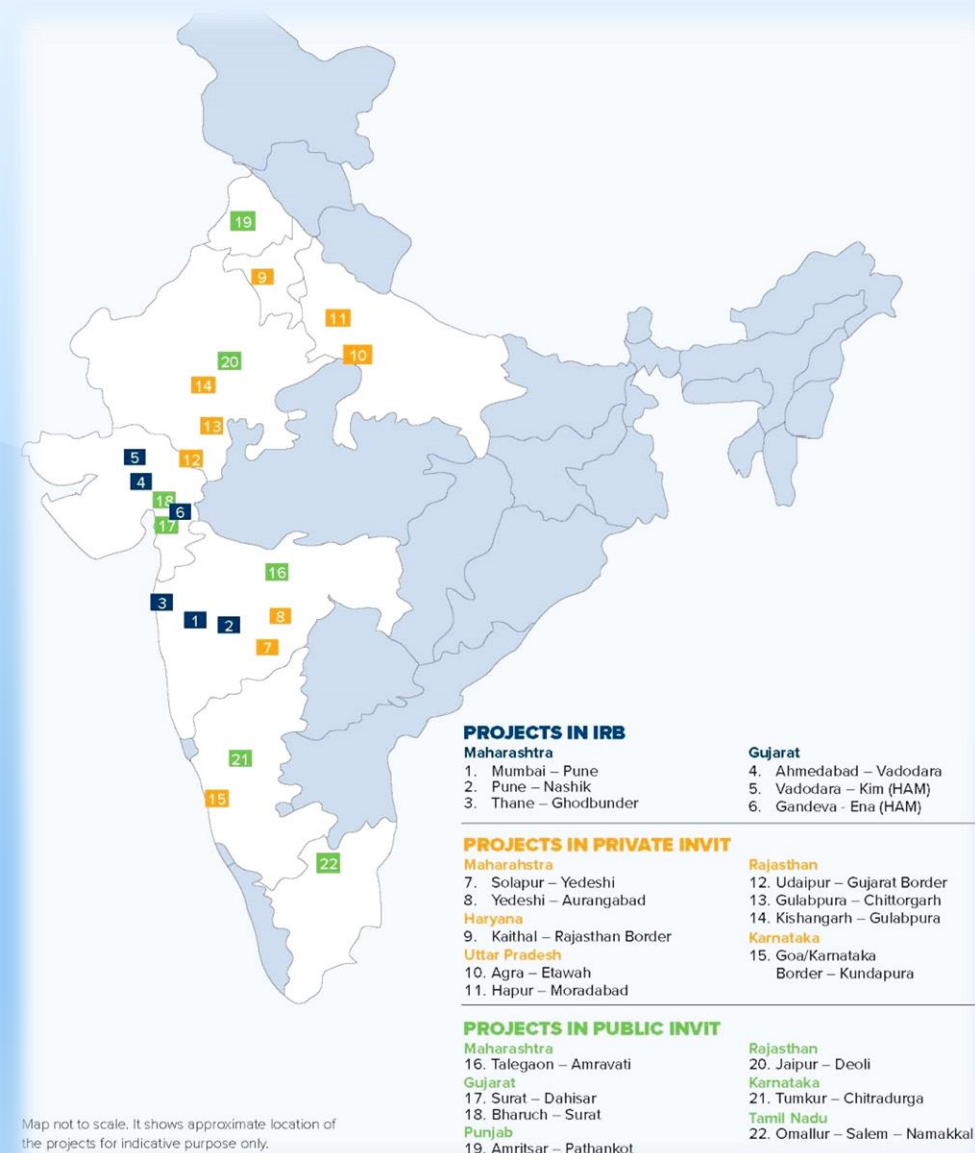 19
9
11
10
20
14
13
5
12
4
18
6
17
16
3
8
1
2
7
21
15
22
PROJECTS IN IRB
Maharashtra
1. Mumbai – Pune
2. Pune – Nashik
3. Thane – Ghodbunder
Gujarat
4. Ahmedabad – Vadodara
5. Vadodara – Kim (HAM)
6. Gandeva - Ena (HAM)
PROJECTS IN PRIVATE INVIT
Maharahstra
7. Solapur – Yedeshi
8. Yedeshi – Aurangabad
Haryana
9. Kaithal – Rajasthan Border
Uttar Pradesh
10. Agra – Etawah
11. Hapur – Moradabad
Rajasthan
12. Udaipur – Gujarat Border
13. Gulabpura – Chittorgarh
14. Kishangarh – Gulabpura
Karnataka
15. Goa/Karnataka
Border – Kundapura
PROJECTS IN PUBLIC INVIT
Maharashtra
16. Talegaon – Amravati
Gujarat
17. Surat – Dahisar
18. Bharuch – Surat
Punjab
19. Amritsar – Pathankot
Rajasthan
20. Jaipur – Deoli
Karnataka
21. Tumkur – Chitradurga
Tamil Nadu
22. Omallur – Salem – Namakkal
Map not to scale. It shows approximate location of
the projects for indicative purpose only.